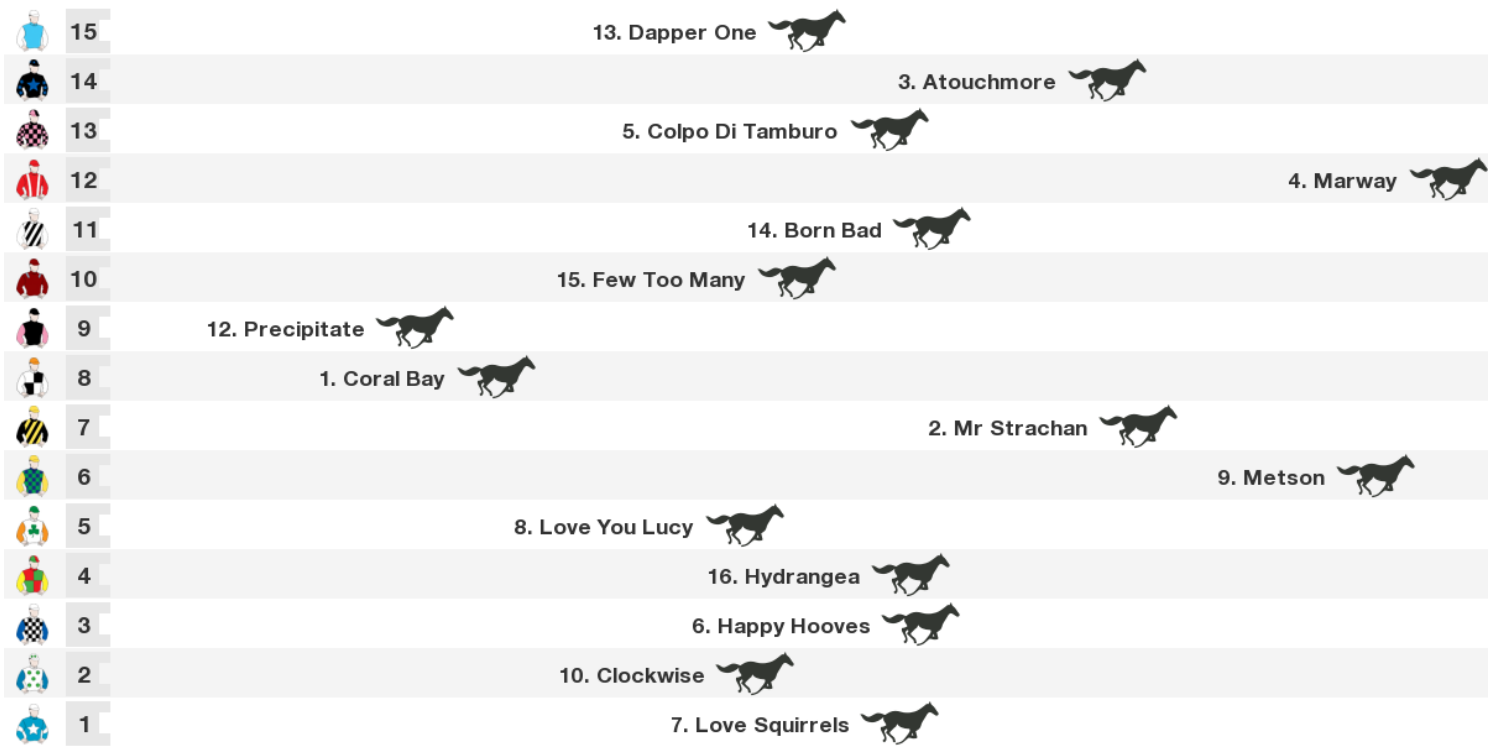 15 13. Dapper One
14 3. Atouchmore
13 5. Colpo Di Tamburo
12 4. Marway
11 14. Born Bad
10 15. Few Too Many
9 12. Precipitate
8 1. Coral Bay
7 2. Mr Strachan
6 9. Metson
5 8. Love You Lucy
4 16. Hydrangea
3 6. Happy Hooves
2 10. Clockwise
1 7. Love Squirrels